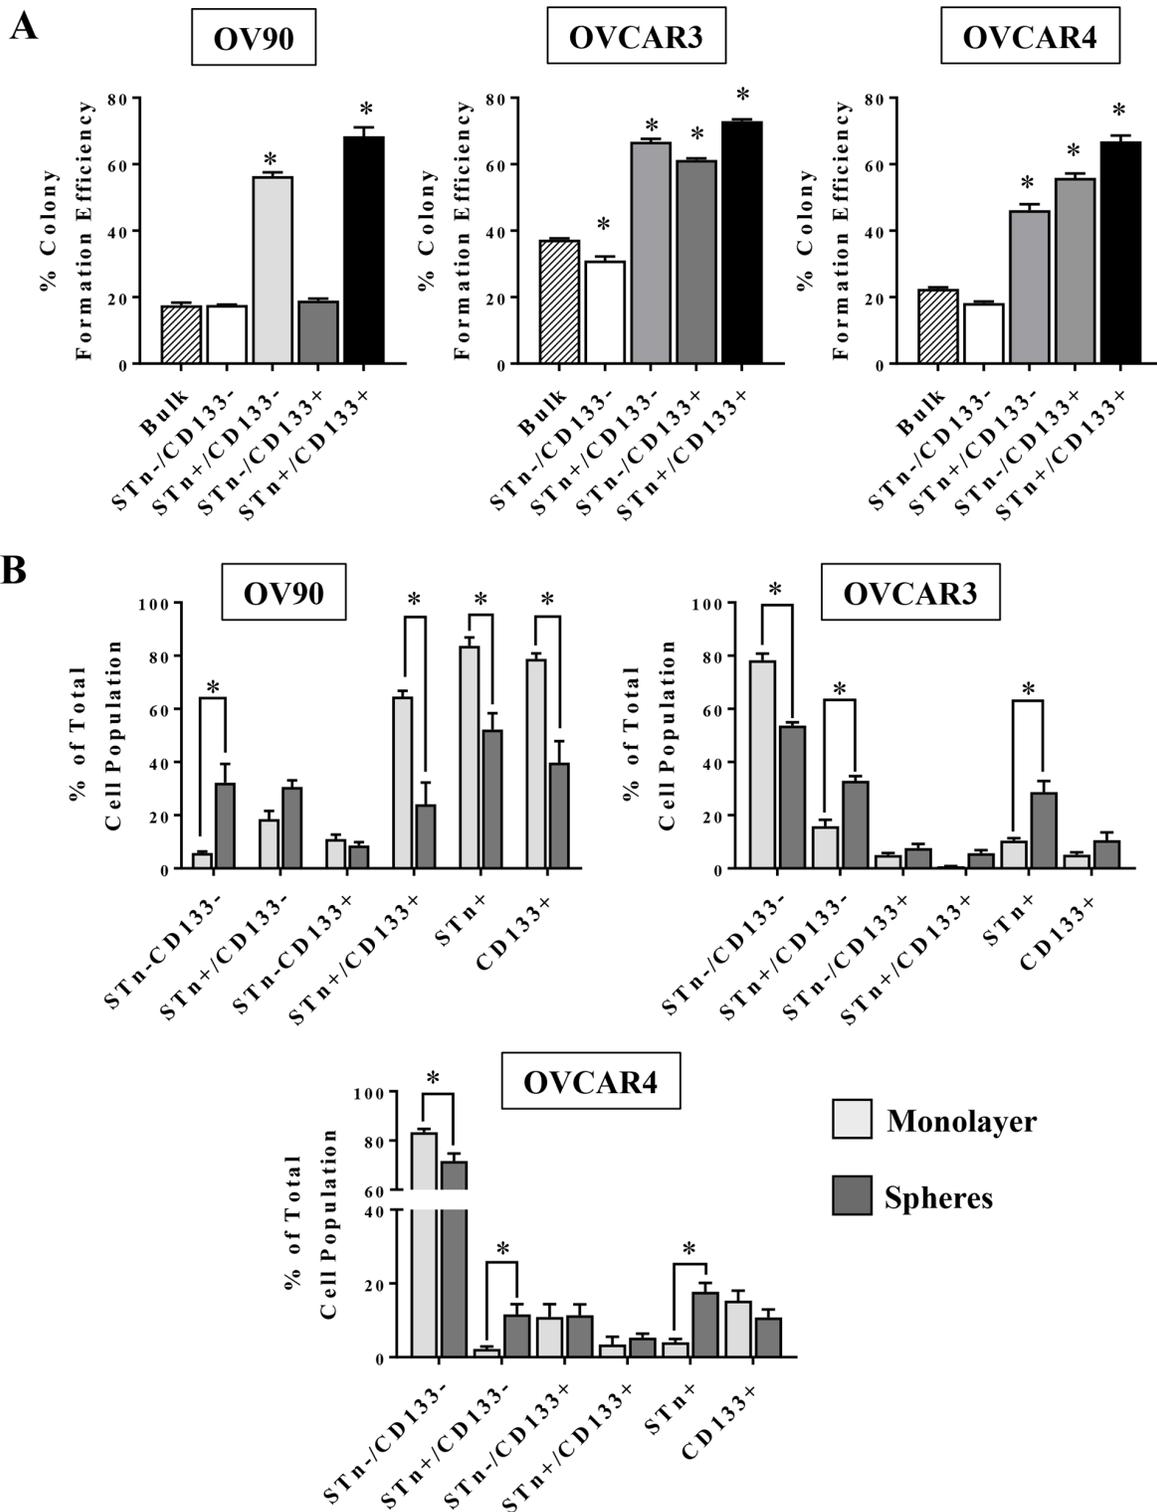 A
OV90
OVCAR3
OVCAR4
% Colony
Formation Efficiency
80
60
40
20
0
*
*
Bulk
STn-/CD133-
STn+/CD133-
STn-/CD133+
STn+/CD133+
% Colony
Formation Efficiency
80
60
40
20
0
*
*
*
*
Bulk
STn-/CD133-
STn+/CD133-
STn-/CD133+
STn+/CD133+
% Colony
Formation Efficiency
80
60
40
20
0
*
*
*
Bulk
STn-/CD133-
STn+/CD133-
STn-/CD133+
STn+/CD133+
B
OV90
% of Total
Cell Population
100
80
60
40
20
0
*
*
*
*
STn-CD133-
STn+/CD133-
STn-CD133+
STn+/CD133+
STn+
CD133+
OVCAR3
% of Total
Cell Population
100
80
60
40
20
0
*
*
*
STn-/CD133-
STn+/CD133-
STn-/CD133+
STn+/CD133+
STn+
CD133+
OVCAR4
% of Total
Cell Population
100
80
60
40
20
0
*
*
*
STn-/CD133-
STn+/CD133-
STn-/CD133+
STn+/CD133+
STn+
CD133+
Monolayer
Spheres